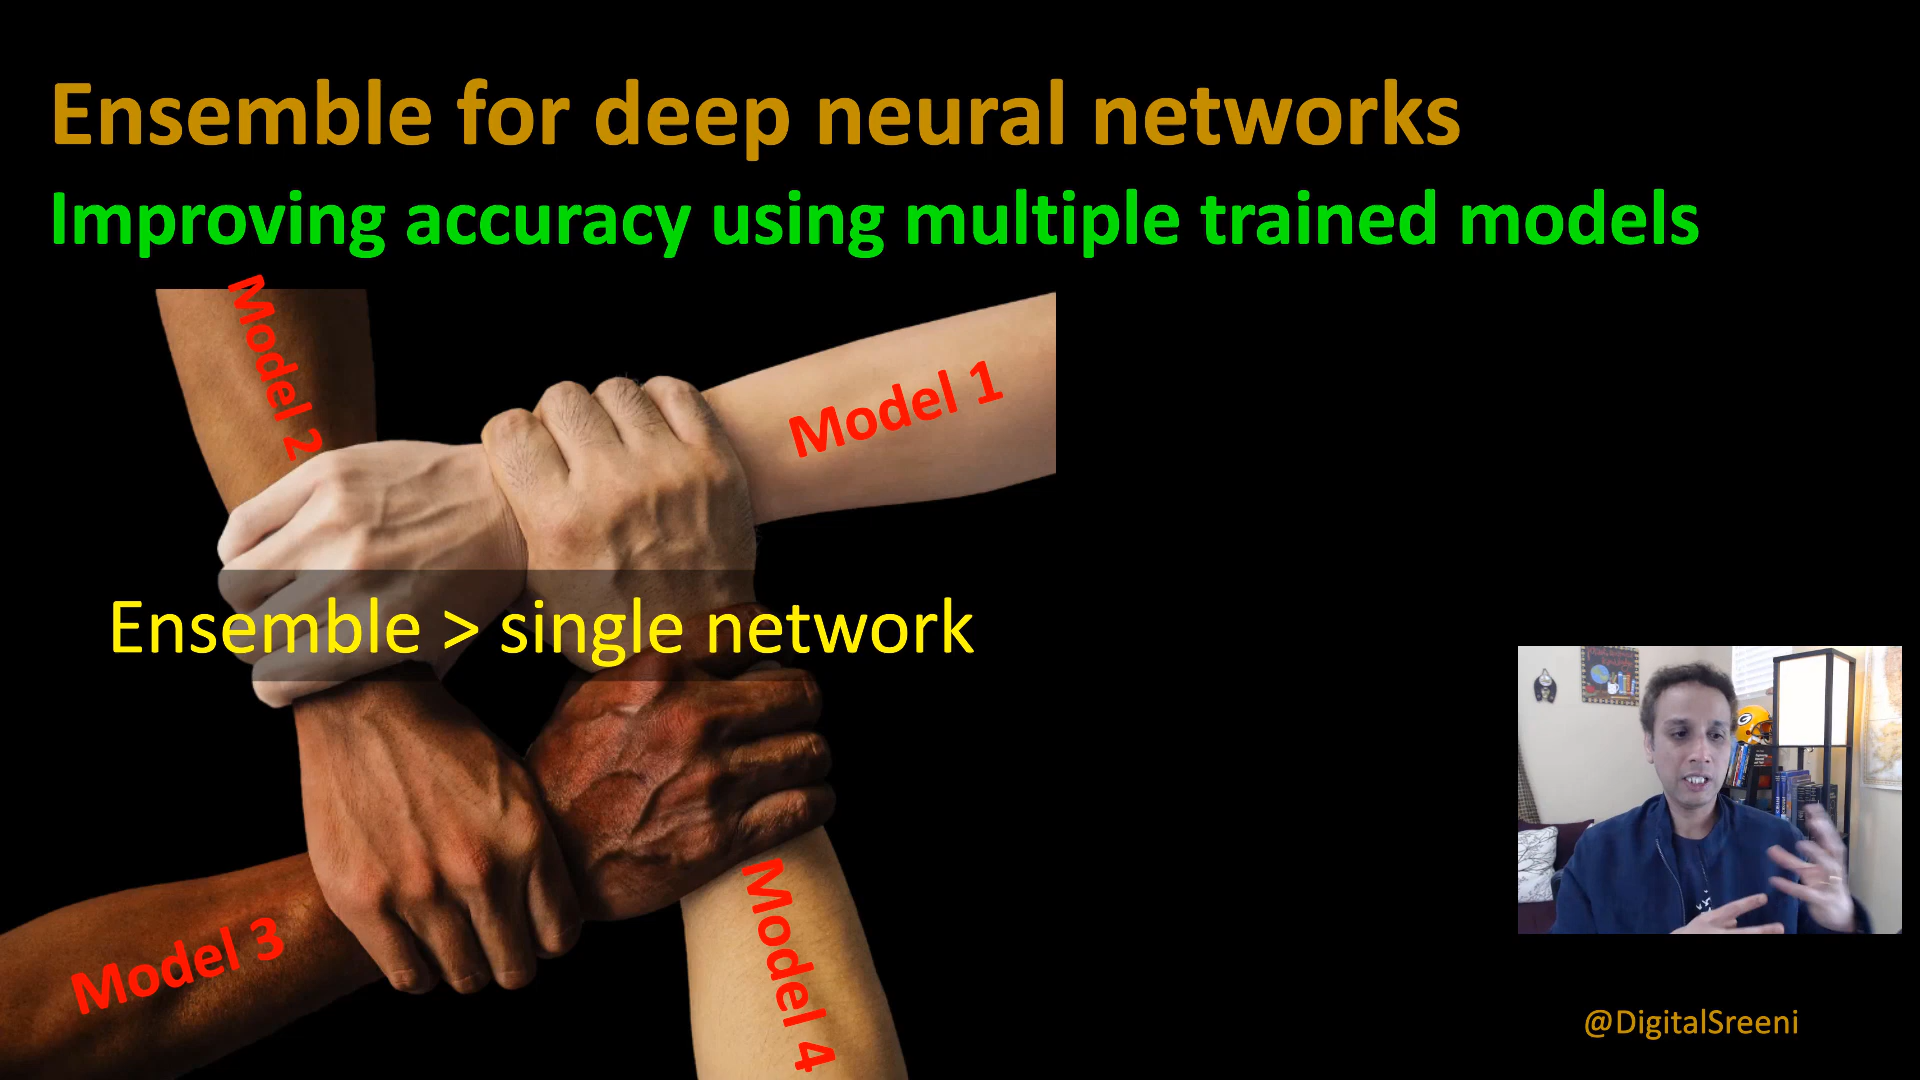 Ensemble for deep neural networks
Improving accuracy using multiple trained models
Model 2
Model 1
Ensemble > single network
Model 3
Model 4
@DigitalSreeni